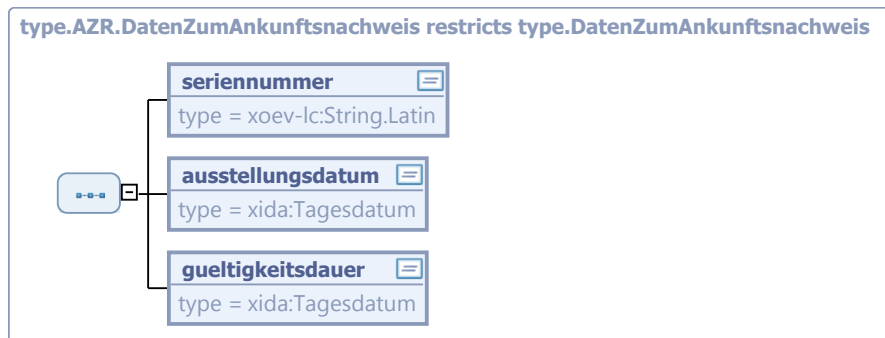 type.AZR.DatenZumAnkunftsnachweis restricts type.DatenZumAnkunftsnachweis
seriennummer
type = xoev-lc:String.Latin
ausstellungsdatum
type = xida:Tagesdatum
gueltigkeitsdauer
type = xida:Tagesdatum